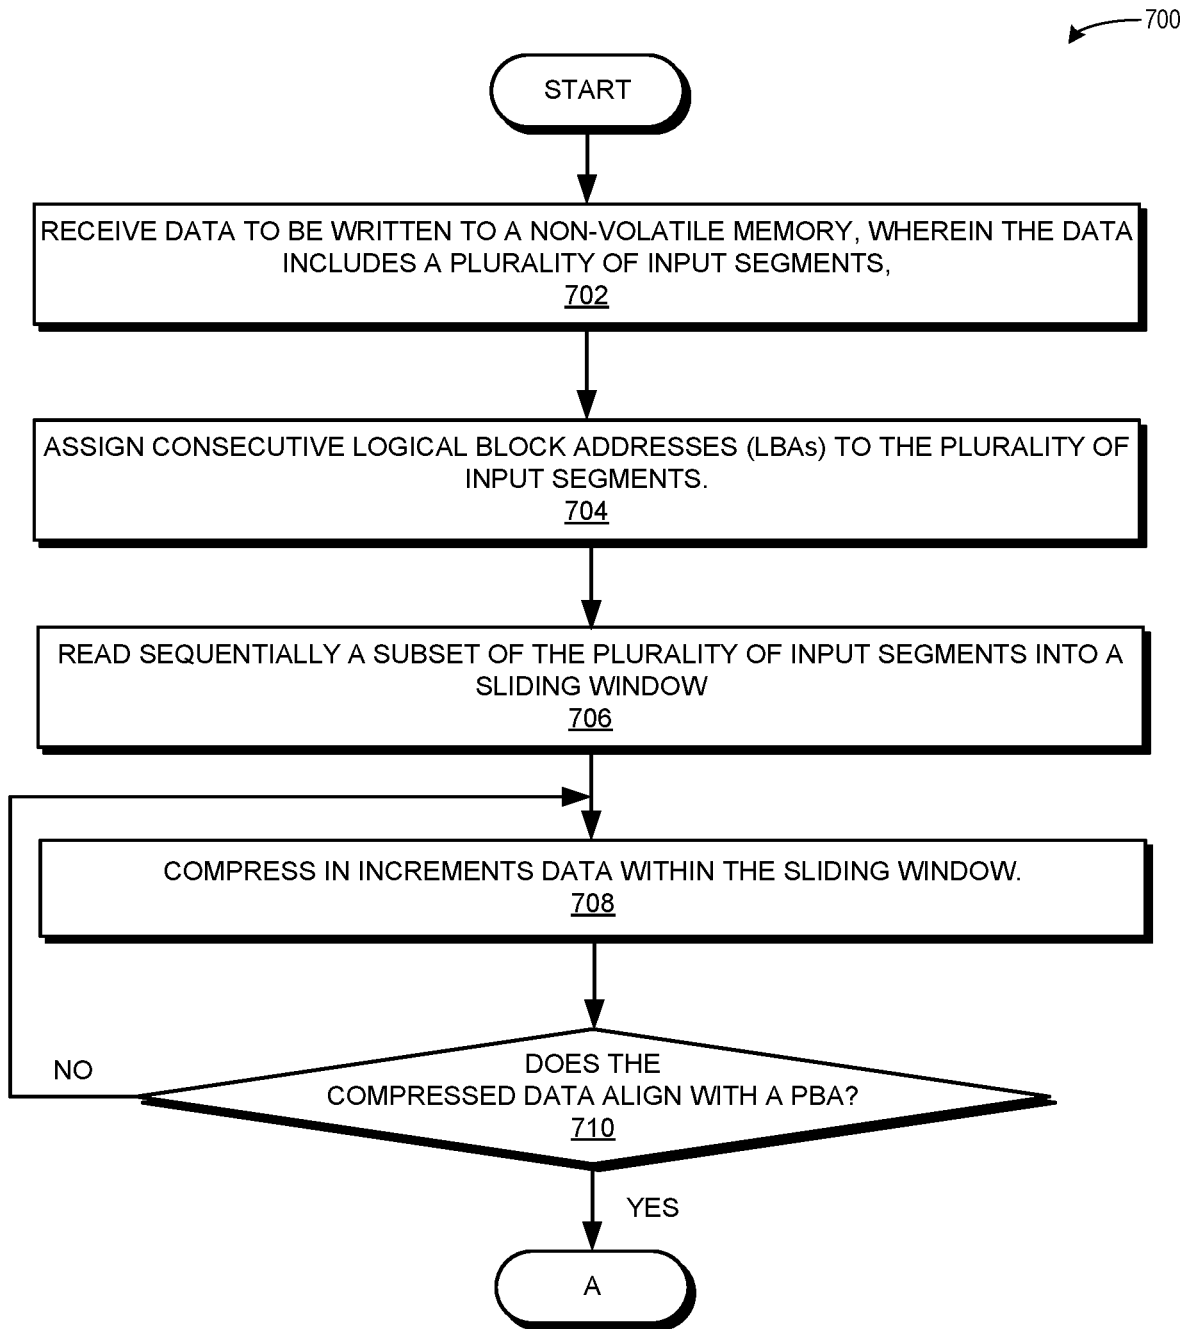 700
START
RECEIVE DATA TO BE WRITTEN TO A NON-VOLATILE MEMORY, WHEREIN THE DATA
INCLUDES A PLURALITY OF INPUT SEGMENTS,
702
ASSIGN CONSECUTIVE LOGICAL BLOCK ADDRESSES (LBAs) TO THE PLURALITY OF
INPUT SEGMENTS.
704
READ SEQUENTIALLY A SUBSET OF THE PLURALITY OF INPUT SEGMENTS INTO A
SLIDING WINDOW
706
COMPRESS IN INCREMENTS DATA WITHIN THE SLIDING WINDOW.
708
DOES THE
COMPRESSED DATA ALIGN WITH A PBA?
710
NO
YES
A